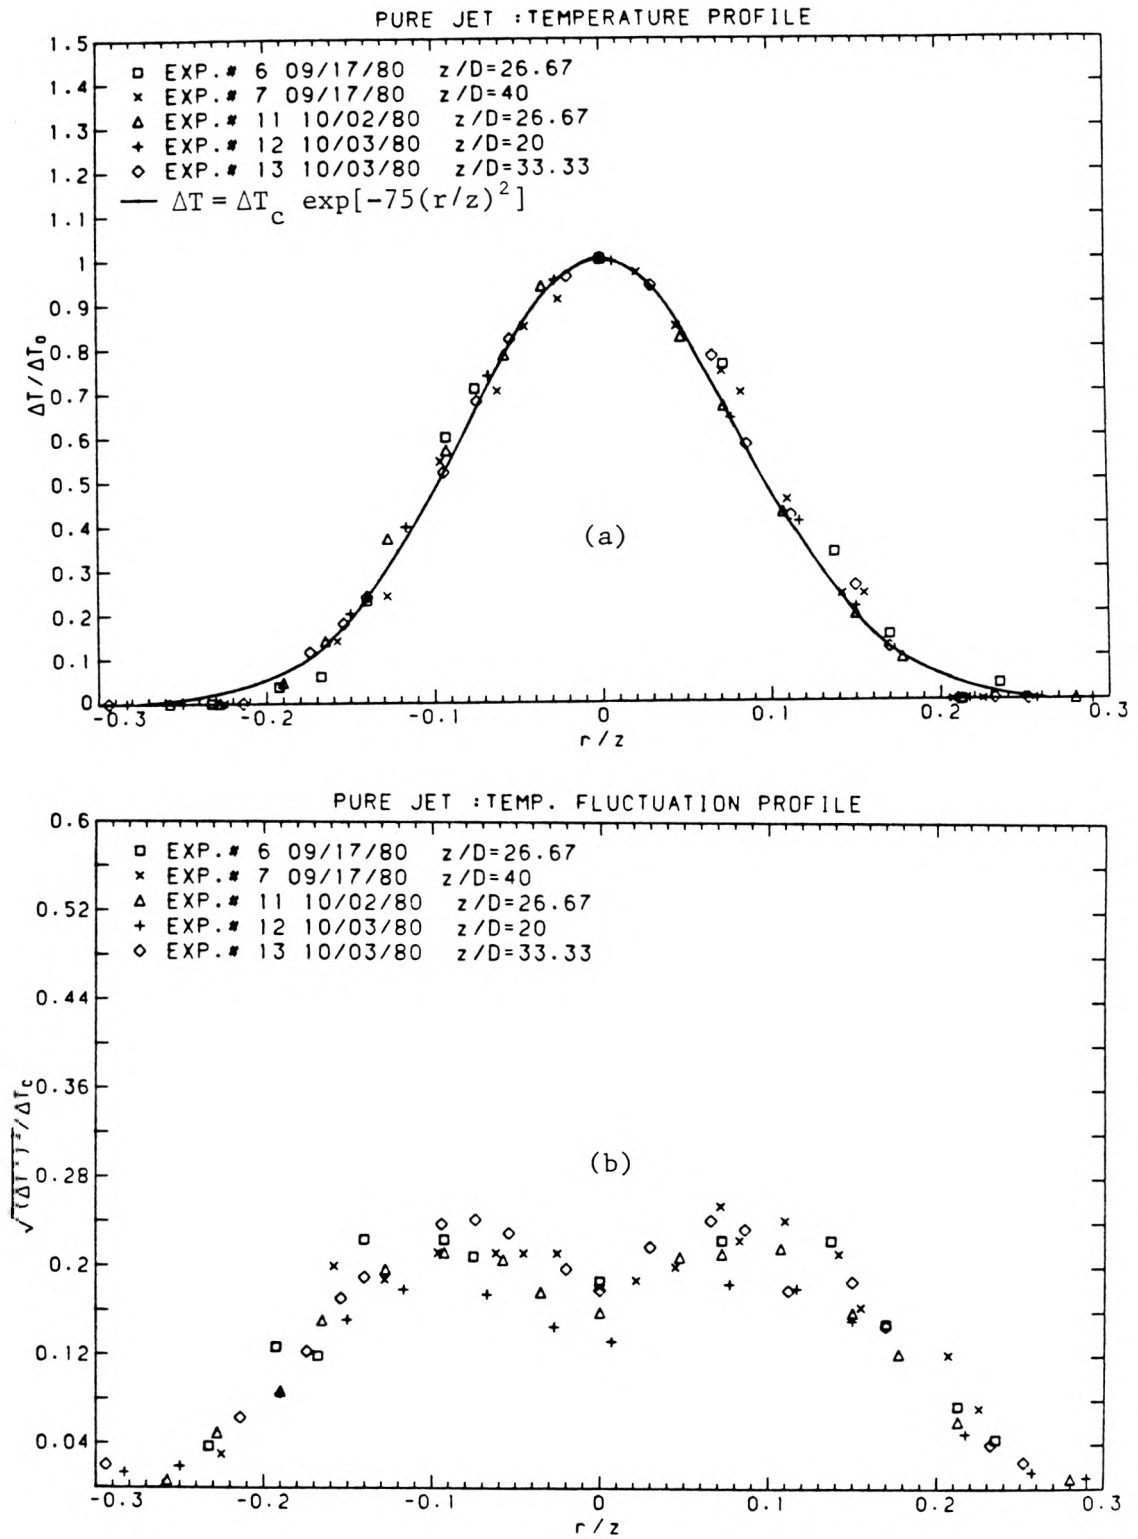 PURE JET :TEMPERATURE PROFILE
1.5
1.4
1.3
1.2
1.1
1
0.9
0.8
0.7
0.6
0.5
0.4
0.3
0.2
0.1
0
ΔT/ΔT₀
□ EXP.# 6 09/17/80 z/D=26.67
× EXP.# 7 09/17/80 z/D=40
△ EXP.# 11 10/02/80 z/D=26.67
+ EXP.# 12 10/03/80 z/D=20
◇ EXP.# 13 10/03/80 z/D=33.33
— ΔT = ΔT_c exp[-75(r/z)²]
(a)
-0.3 -0.2 -0.1 0 0.1 0.2 0.3
r/z
PURE JET :TEMP. FLUCTUATION PROFILE
0.6
0.52
0.44
0.36
0.28
0.2
0.12
0.04
√(ΔT')²/ΔT_c
□ EXP.# 6 09/17/80 z/D=26.67
× EXP.# 7 09/17/80 z/D=40
△ EXP.# 11 10/02/80 z/D=26.67
+ EXP.# 12 10/03/80 z/D=20
◇ EXP.# 13 10/03/80 z/D=33.33
(b)
-0.3 -0.2 -0.1 0 0.1 0.2 0.3
r/z